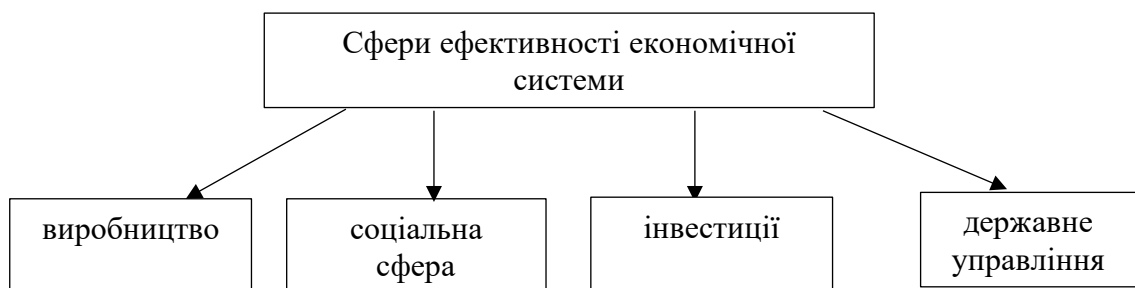 Сфери ефективності економічної
системи
виробництво
соціальна
сфера
інвестиції
державне
управління